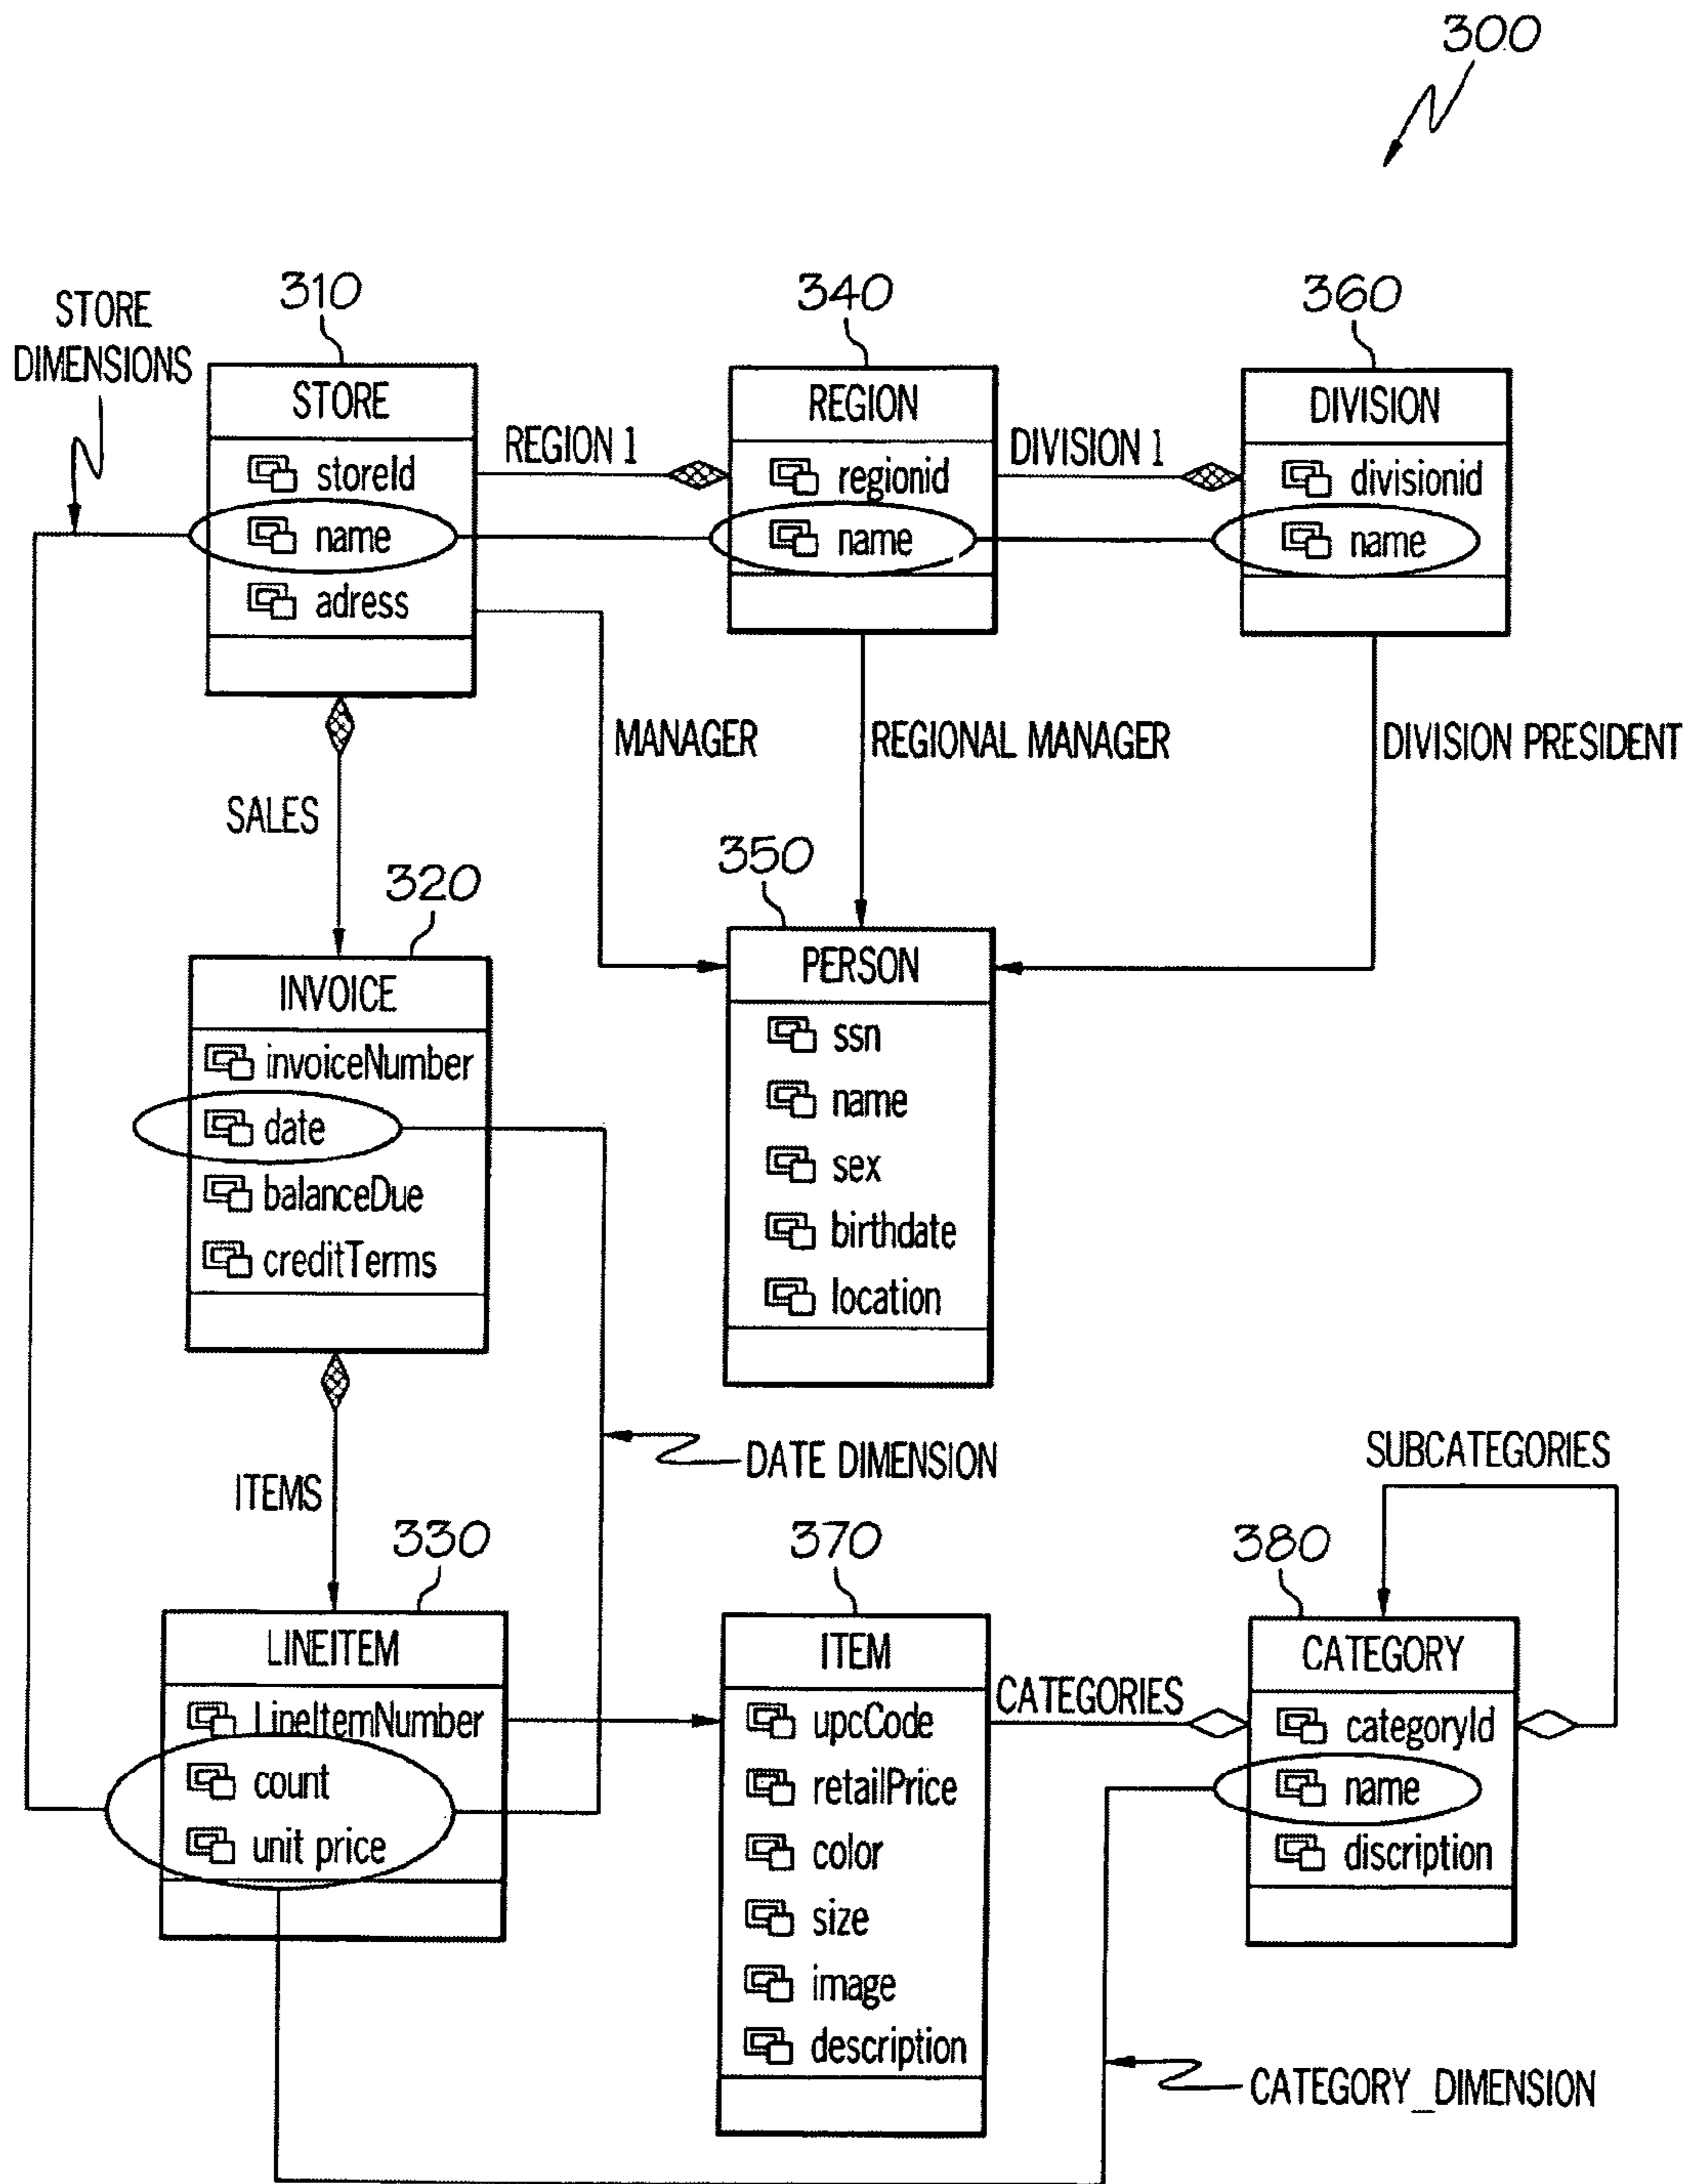 300
310
340
360
STORE
DIMENSIONS
STORE
storeId
name
adress
REGION 1
REGION
regionid
name
DIVISION 1
DIVISION
divisionid
name
MANAGER
REGIONAL MANAGER
DIVISION PRESIDENT
SALES
320
350
INVOICE
invoiceNumber
date
balanceDue
creditTerms
PERSON
ssn
name
sex
birthdate
location
DATE DIMENSION
SUBCATEGORIES
ITEMS
330
370
380
LINEITEM
LineItemNumber
count
unit price
ITEM
upcCode
retailPrice
color
size
image
description
CATEGORIES
CATEGORY
categoryId
name
discription
CATEGORY_DIMENSION